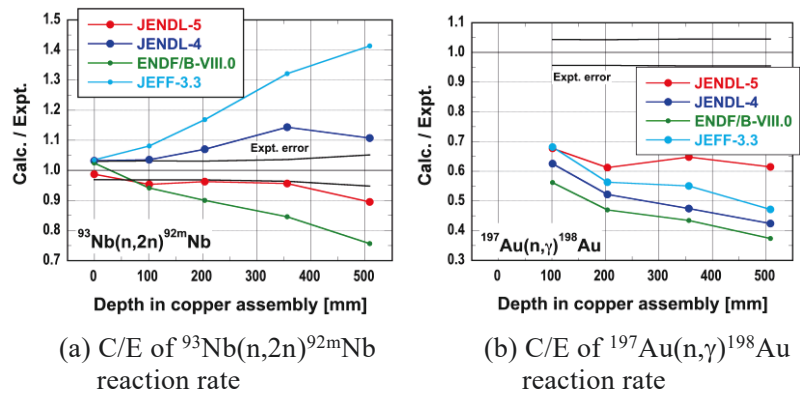 1.5
1.4
1.3
1.2
1.1
1.0
0.9
0.8
0.7
Calc. / Expt.
JENDL-5
JENDL-4
ENDF/B-VIII.0
JEFF-3.3
Expt. error
⁹³Nb(n,2n)⁹²ᵐNb
0 100 200 300 400 500
Depth in copper assembly [mm]
(a) C/E of ⁹³Nb(n,2n)⁹²ᵐNb
reaction rate
1.1
1.0
0.9
0.8
0.7
0.6
0.5
0.4
0.3
Calc. / Expt.
Expt. error
JENDL-5
JENDL-4
ENDF/B-VIII.0
JEFF-3.3
¹⁹⁷Au(n,γ)¹⁹⁸Au
0 100 200 300 400 500
Depth in copper assembly [mm]
(b) C/E of ¹⁹⁷Au(n,γ)¹⁹⁸Au
reaction rate